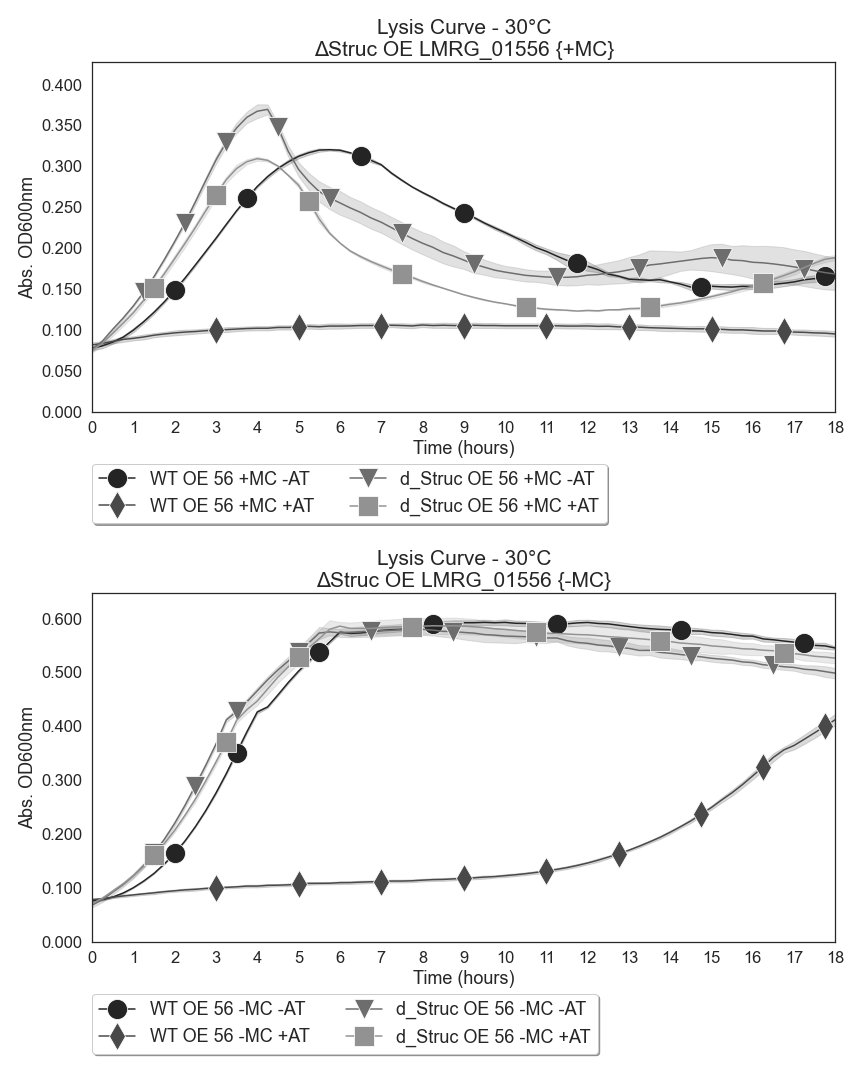 Lysis Curve - 30°C
ΔStruc OE LMRG_01556 {+MC}
Abs. OD600nm
0.400
0.350
0.300
0.250
0.200
0.150
0.100
0.050
0.000
0 1 2 3 4 5 6 7 8 9 10 11 12 13 14 15 16 17 18
Time (hours)
WT OE 56 +MC -AT
d_Struc OE 56 +MC -AT
WT OE 56 +MC +AT
d_Struc OE 56 +MC +AT
Lysis Curve - 30°C
ΔStruc OE LMRG_01556 {-MC}
Abs. OD600nm
0.600
0.500
0.400
0.300
0.200
0.100
0.000
0 1 2 3 4 5 6 7 8 9 10 11 12 13 14 15 16 17 18
Time (hours)
WT OE 56 -MC -AT
d_Struc OE 56 -MC -AT
WT OE 56 -MC +AT
d_Struc OE 56 -MC +AT